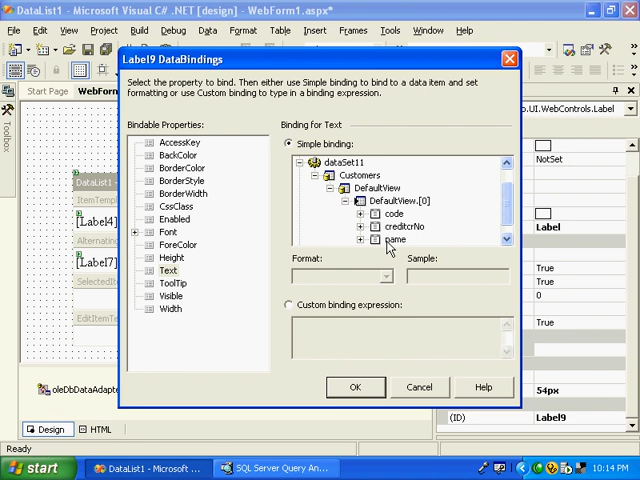 DataList1 - Microsoft Visual C# .NET [design] - WebForm1.aspx*
File Edit View Project Build Debug Data Format Table Insert Frames Tools Window Help
Label9 DataBindings
Select the property to bind. Then either use Simple binding to bind to a data item and set
formatting or use Custom binding to type in a binding expression.
Bindable Properties:
AccessKey
BackColor
BorderColor
BorderStyle
BorderWidth
CssClass
Enabled
Font
ForeColor
Height
Text
ToolTip
Visible
Width
Binding for Text
Simple binding:
dataSet11
Customers
DefaultView
DefaultView.[0]
code
creditcrNo
name
Format:
Sample:
Custom binding expression:
OK
Cancel
Help
Start Page
WebForm
Toolbox
DataList1 -
ItemTempl
[Label4]
Alternating
[Label7]
SelectedIte
EditItemTe
oleDbDataAdapte
Design
HTML
.UI.WebControls.Label
NotSet
Label
True
True
0
True
54px
(ID)
Label9
Ready
start
DataList1 - Microsoft ...
SQL Server Query An...
10:14 PM